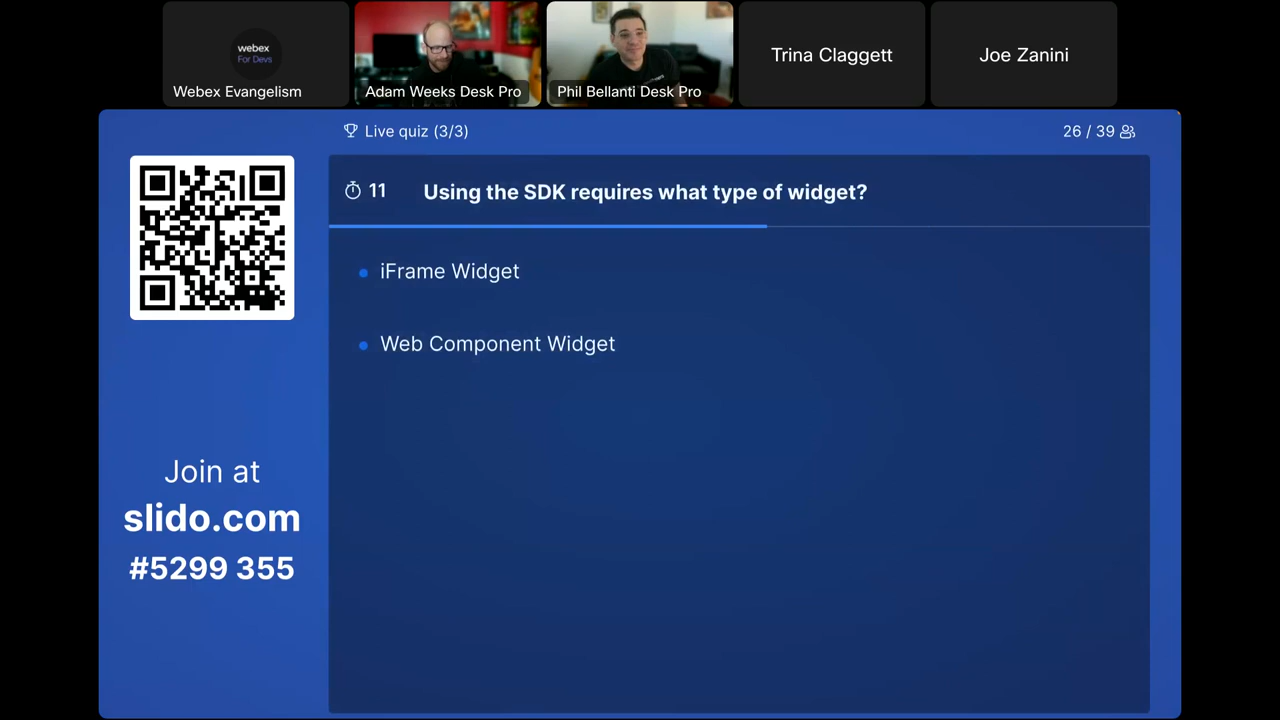 webex
For Devs
Webex Evangelism
Adam Weeks Desk Pro
Phil Bellanti Desk Pro
Trina Claggett
Joe Zanini
Live quiz (3/3)
26 / 39
11
Using the SDK requires what type of widget?
iFrame Widget
Web Component Widget
Join at
slido.com
#5299 355